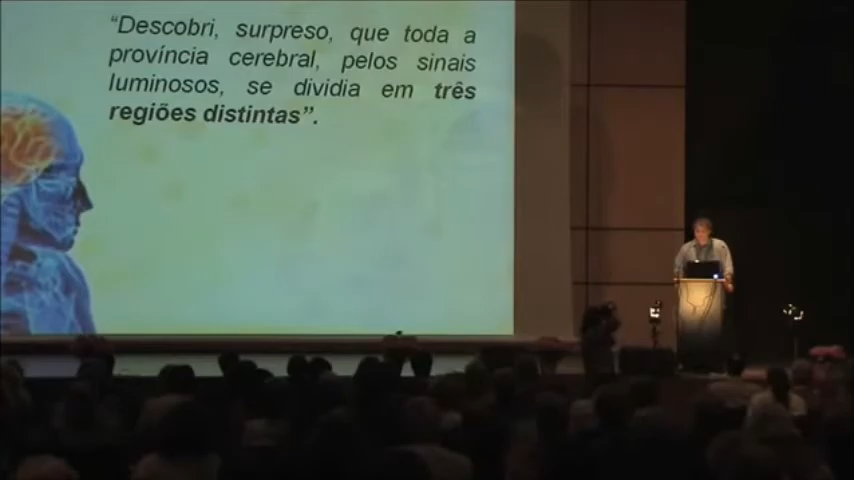 “Descobri, surpreso, que toda a
província cerebral, pelos sinais
luminosos, se dividia em três
regiões distintas”.